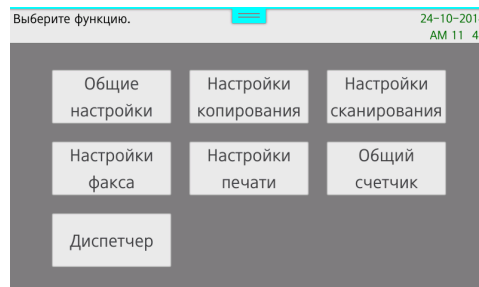 Выберите функцию.
24-10-201
AM 11 4
Общие
настройки
Настройки
копирования
Настройки
сканирования
Настройки
факса
Настройки
печати
Общий
счетчик
Диспетчер